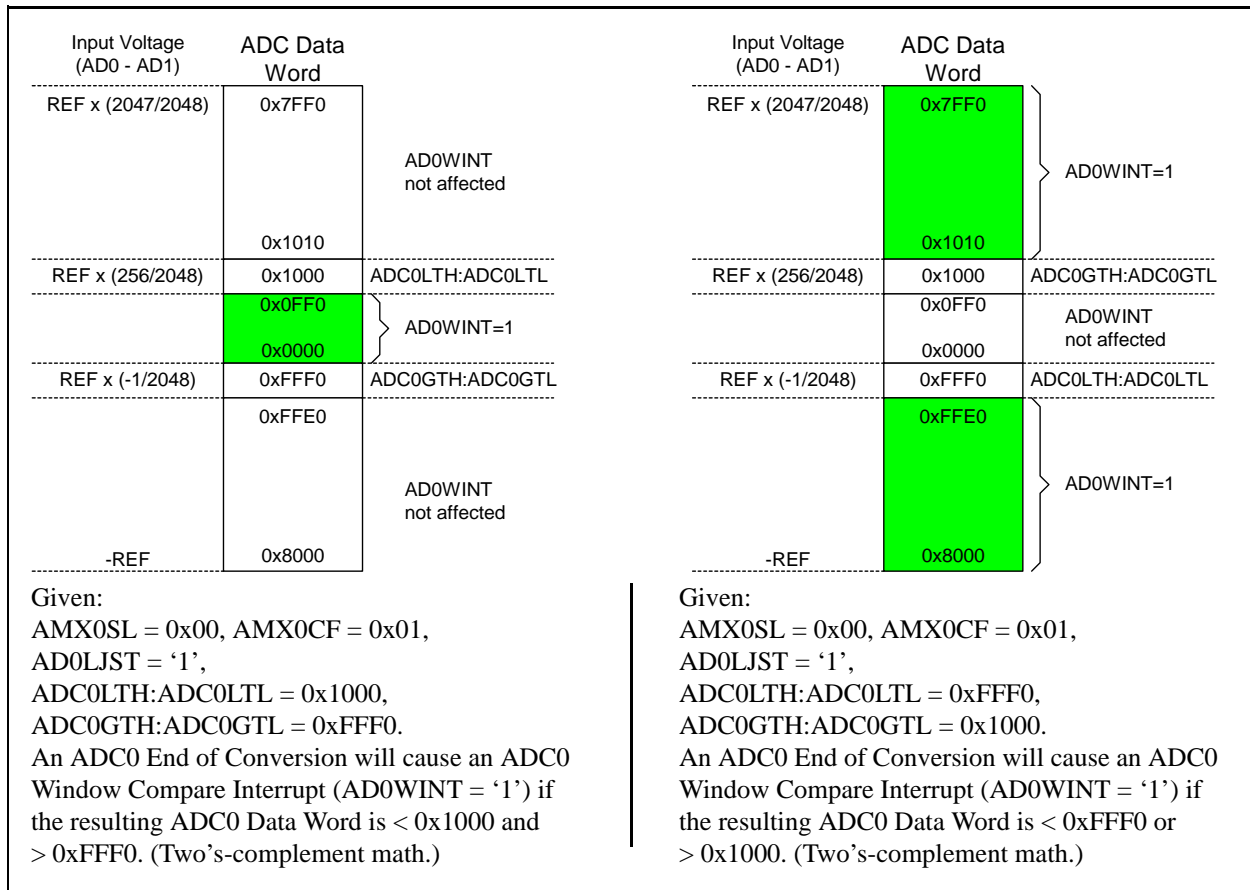 Input Voltage
(AD0 - AD1)
ADC Data
Word
REF x (2047/2048)
0x7FF0
AD0WINT
not affected
0x1010
REF x (256/2048)
0x1000
ADC0LTH:ADC0LTL
0x0FF0
AD0WINT=1
0x0000
REF x (-1/2048)
0xFFF0
ADC0GTH:ADC0GTL
0xFFE0
AD0WINT
not affected
-REF
0x8000
Given:
AMX0SL = 0x00, AMX0CF = 0x01,
AD0LJST = ‘1’,
ADC0LTH:ADC0LTL = 0x1000,
ADC0GTH:ADC0GTL = 0xFFF0.
An ADC0 End of Conversion will cause an ADC0
Window Compare Interrupt (AD0WINT = ‘1’) if
the resulting ADC0 Data Word is < 0x1000 and
> 0xFFF0. (Two’s-complement math.)
Input Voltage
(AD0 - AD1)
ADC Data
Word
REF x (2047/2048)
0x7FF0
AD0WINT=1
0x1010
REF x (256/2048)
0x1000
ADC0GTH:ADC0GTL
0x0FF0
AD0WINT
not affected
0x0000
REF x (-1/2048)
0xFFF0
ADC0LTH:ADC0LTL
0xFFE0
AD0WINT=1
-REF
0x8000
Given:
AMX0SL = 0x00, AMX0CF = 0x01,
AD0LJST = ‘1’,
ADC0LTH:ADC0LTL = 0xFFF0,
ADC0GTH:ADC0GTL = 0x1000.
An ADC0 End of Conversion will cause an ADC0
Window Compare Interrupt (AD0WINT = ‘1’) if
the resulting ADC0 Data Word is < 0xFFF0 or
> 0x1000. (Two’s-complement math.)